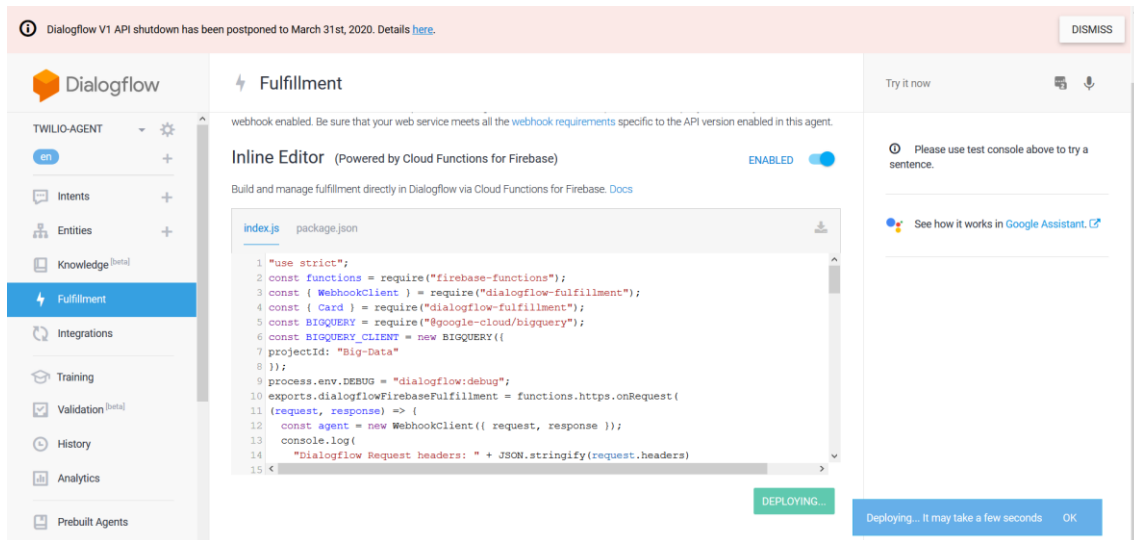 Dialogflow V1 API shutdown has been postponed to March 31st, 2020. Details here.
DISMISS
Dialogflow
Fulfillment
Try it now
TWILIO-AGENT
en
Intents
Entities
Knowledge [beta]
Fulfillment
Integrations
Training
Validation [beta]
History
Analytics
Prebuilt Agents
webhook enabled. Be sure that your web service meets all the webhook requirements specific to the API version enabled in this agent.
Inline Editor (Powered by Cloud Functions for Firebase)
ENABLED
Build and manage fulfillment directly in Dialogflow via Cloud Functions for Firebase. Docs
index.js package.json
1 "use strict";
2 const functions = require("firebase-functions");
3 const { WebhookClient } = require("dialogflow-fulfillment");
4 const { Card } = require("dialogflow-fulfillment");
5 const BIGQUERY = require("@google-cloud/bigquery");
6 const BIGQUERY_CLIENT = new BIGQUERY({
7 projectId: "Big-Data"
8 });
9 process.env.DEBUG = "dialogflow:debug";
10 exports.dialogflowFirebaseFulfillment = functions.https.onRequest(
11 (request, response) => {
12 const agent = new WebhookClient({ request, response });
13 console.log(
14 "Dialogflow Request headers: " + JSON.stringify(request.headers)
15
DEPLOYING...
Please use test console above to try a
sentence.
See how it works in Google Assistant.
Deploying... It may take a few seconds OK